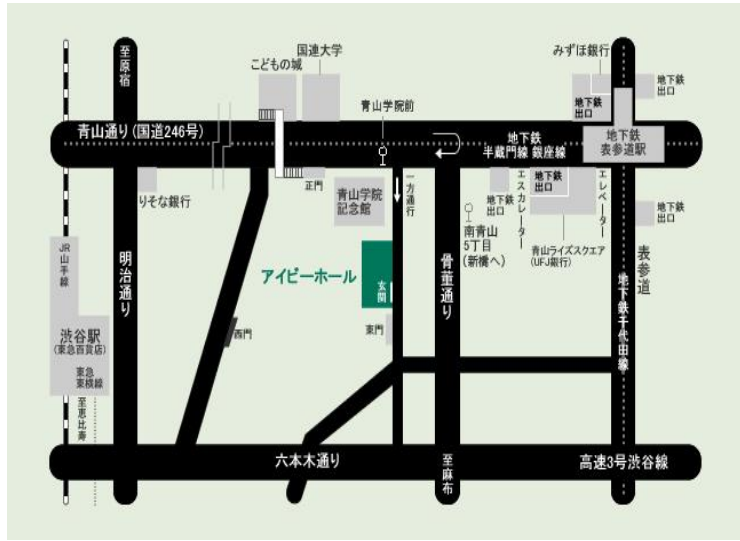 至原宿
こどもの城
国連大学
青山学院前
みずほ銀行
地下鉄
出口
地下鉄
出口
青山通り(国道246号)
地下鉄
半蔵門線 銀座線
地下鉄
表参道駅
りそな銀行
正門
青山学院
記念館
一方通行
南青山
5丁目
(新橋へ)
地下鉄
出口
エスカレーター
地下鉄
出口
エレベーター
青山ライズスクエア
(UFJ銀行)
地下鉄
出口
JR
山手線
明治通り
アイビーホール
玄関
骨董通り
表参道
地下鉄千代田線
渋谷駅
(東急百貨店)
東急
東横線
西門
東門
至恵比寿
六本木通り
至麻布
高速3号渋谷線